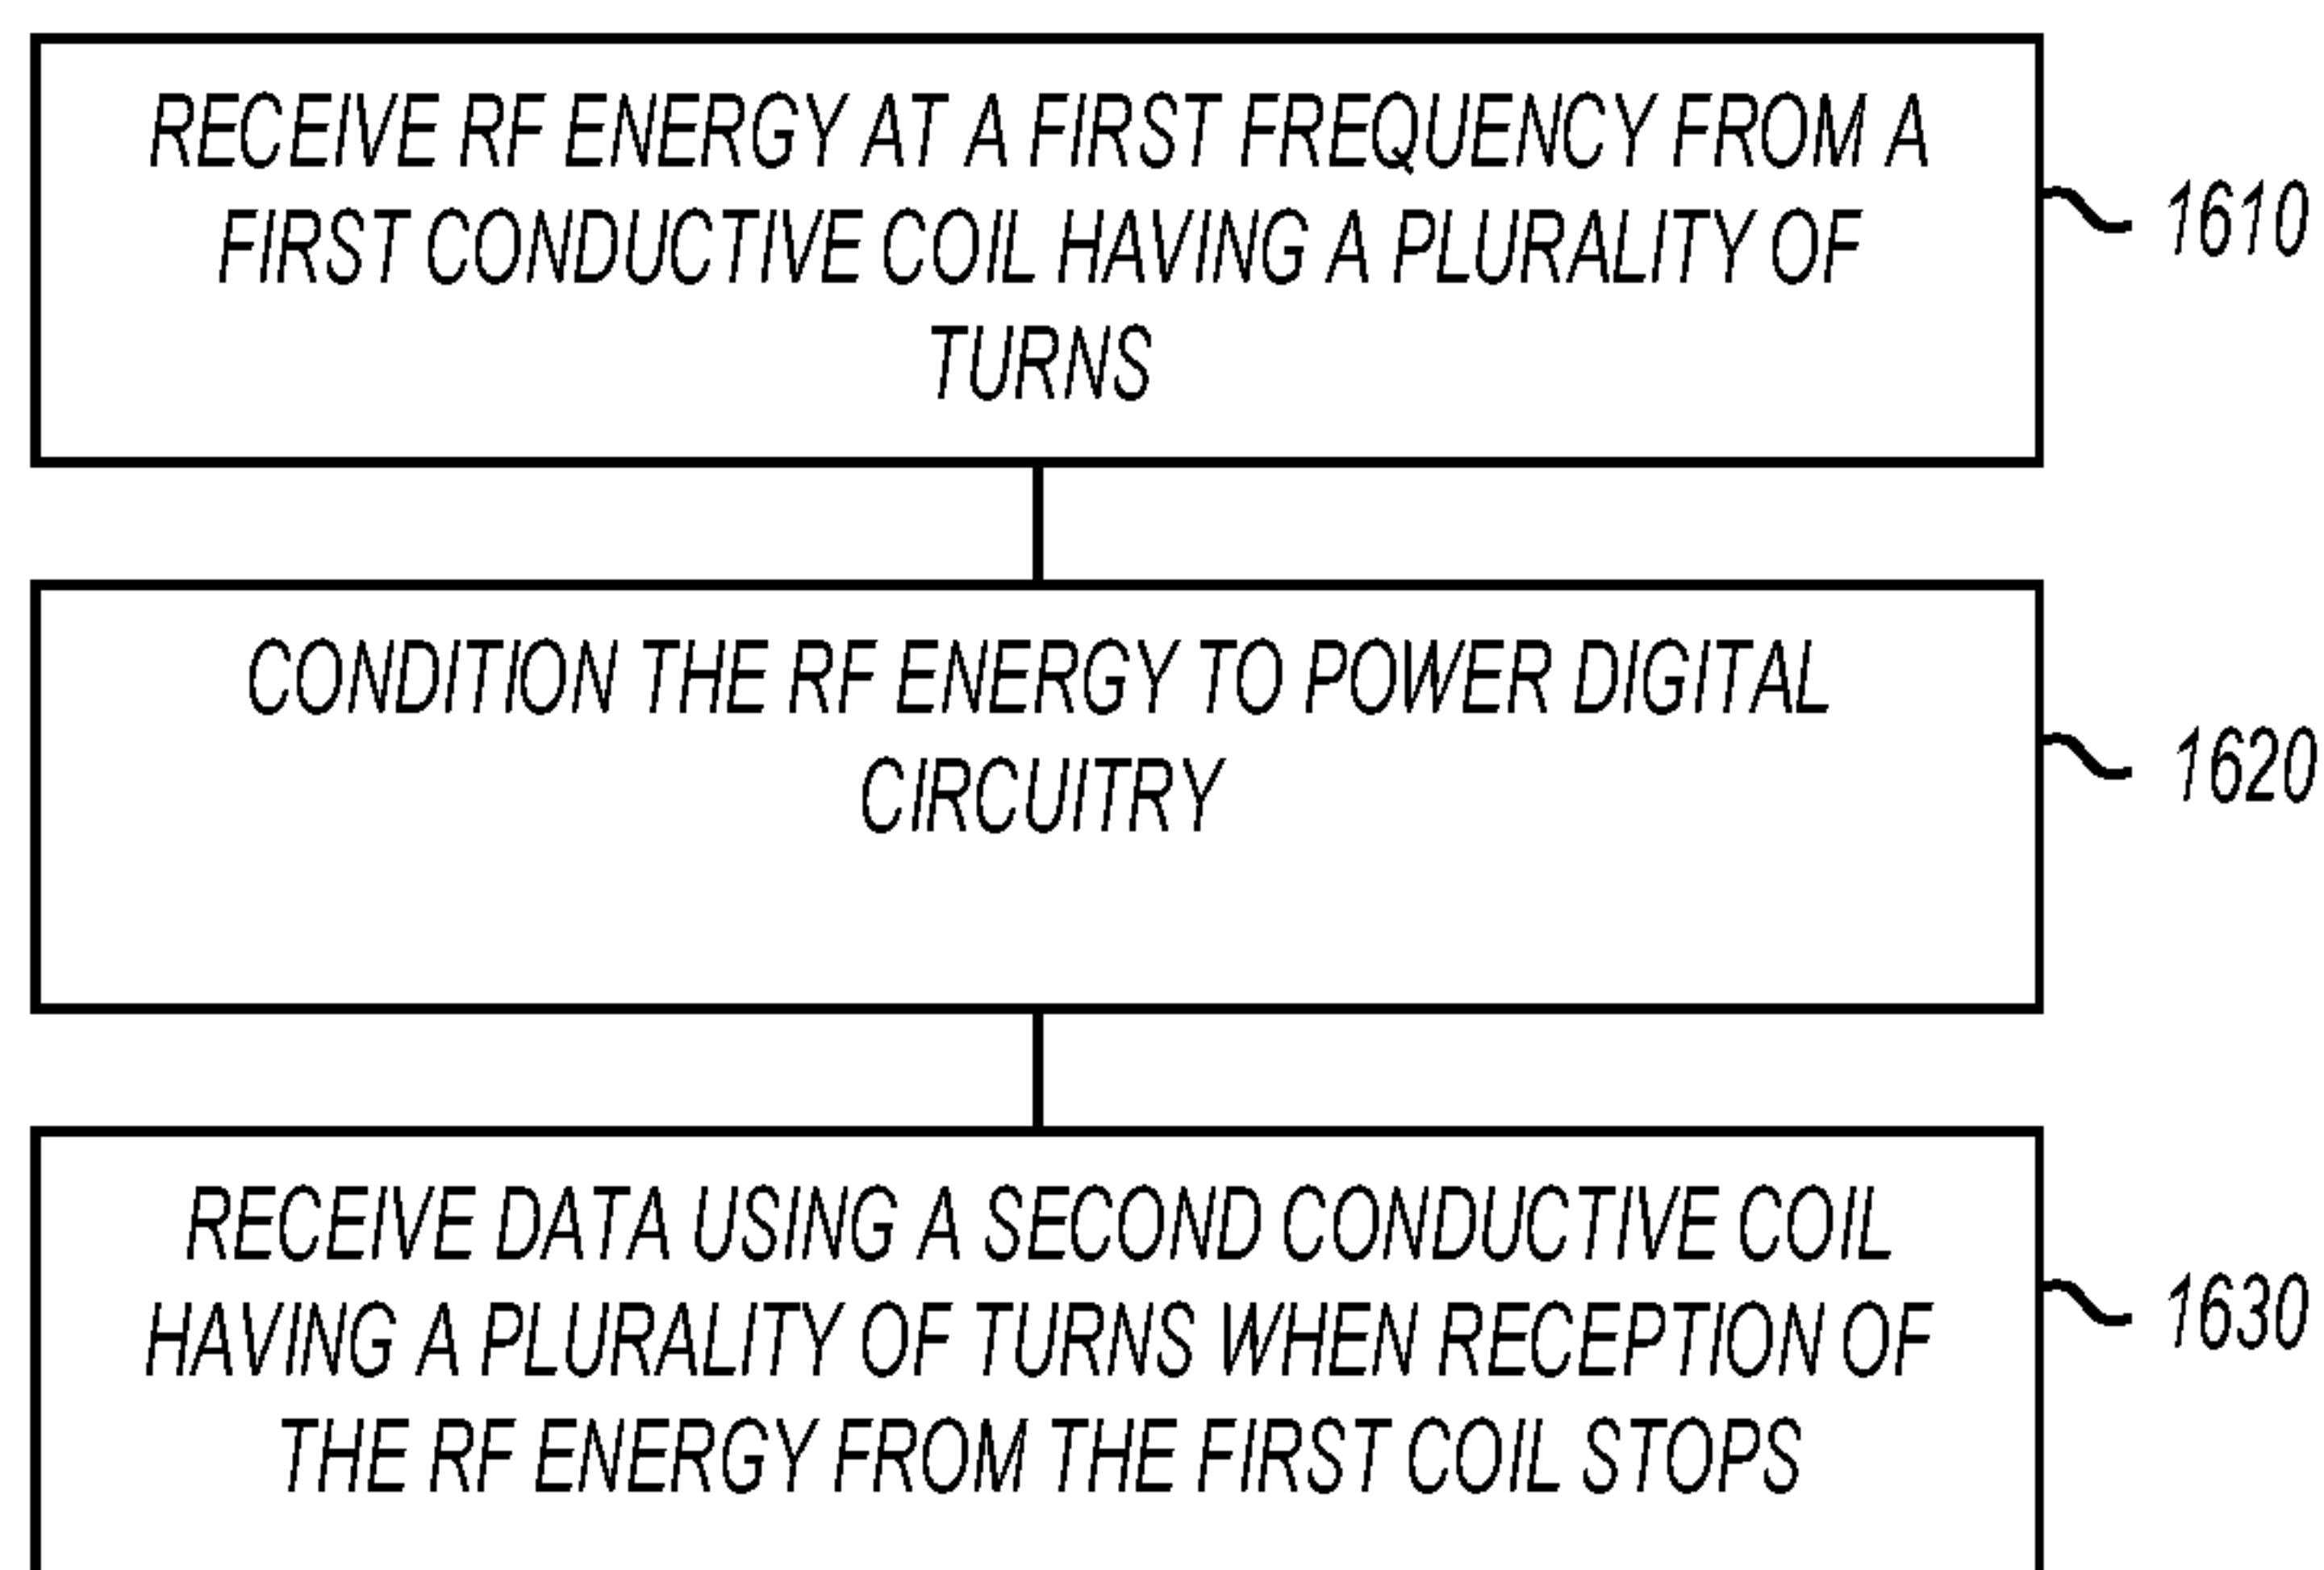 RECEIVE RF ENERGY AT A FIRST FREQUENCY FROM A
FIRST CONDUCTIVE COIL HAVING A PLURALITY OF
TURNS
1610
CONDITION THE RF ENERGY TO POWER DIGITAL
CIRCUITRY
1620
RECEIVE DATA USING A SECOND CONDUCTIVE COIL
HAVING A PLURALITY OF TURNS WHEN RECEPTION OF
THE RF ENERGY FROM THE FIRST COIL STOPS
1630